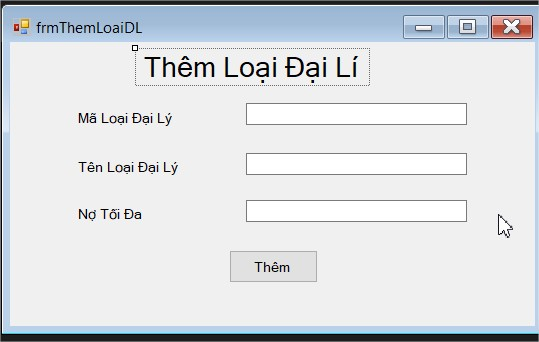 frmThemLoaiDL
Thêm Loại Đại Lí
Mã Loại Đại Lý
Tên Loại Đại Lý
Nợ Tối Đa
Thêm